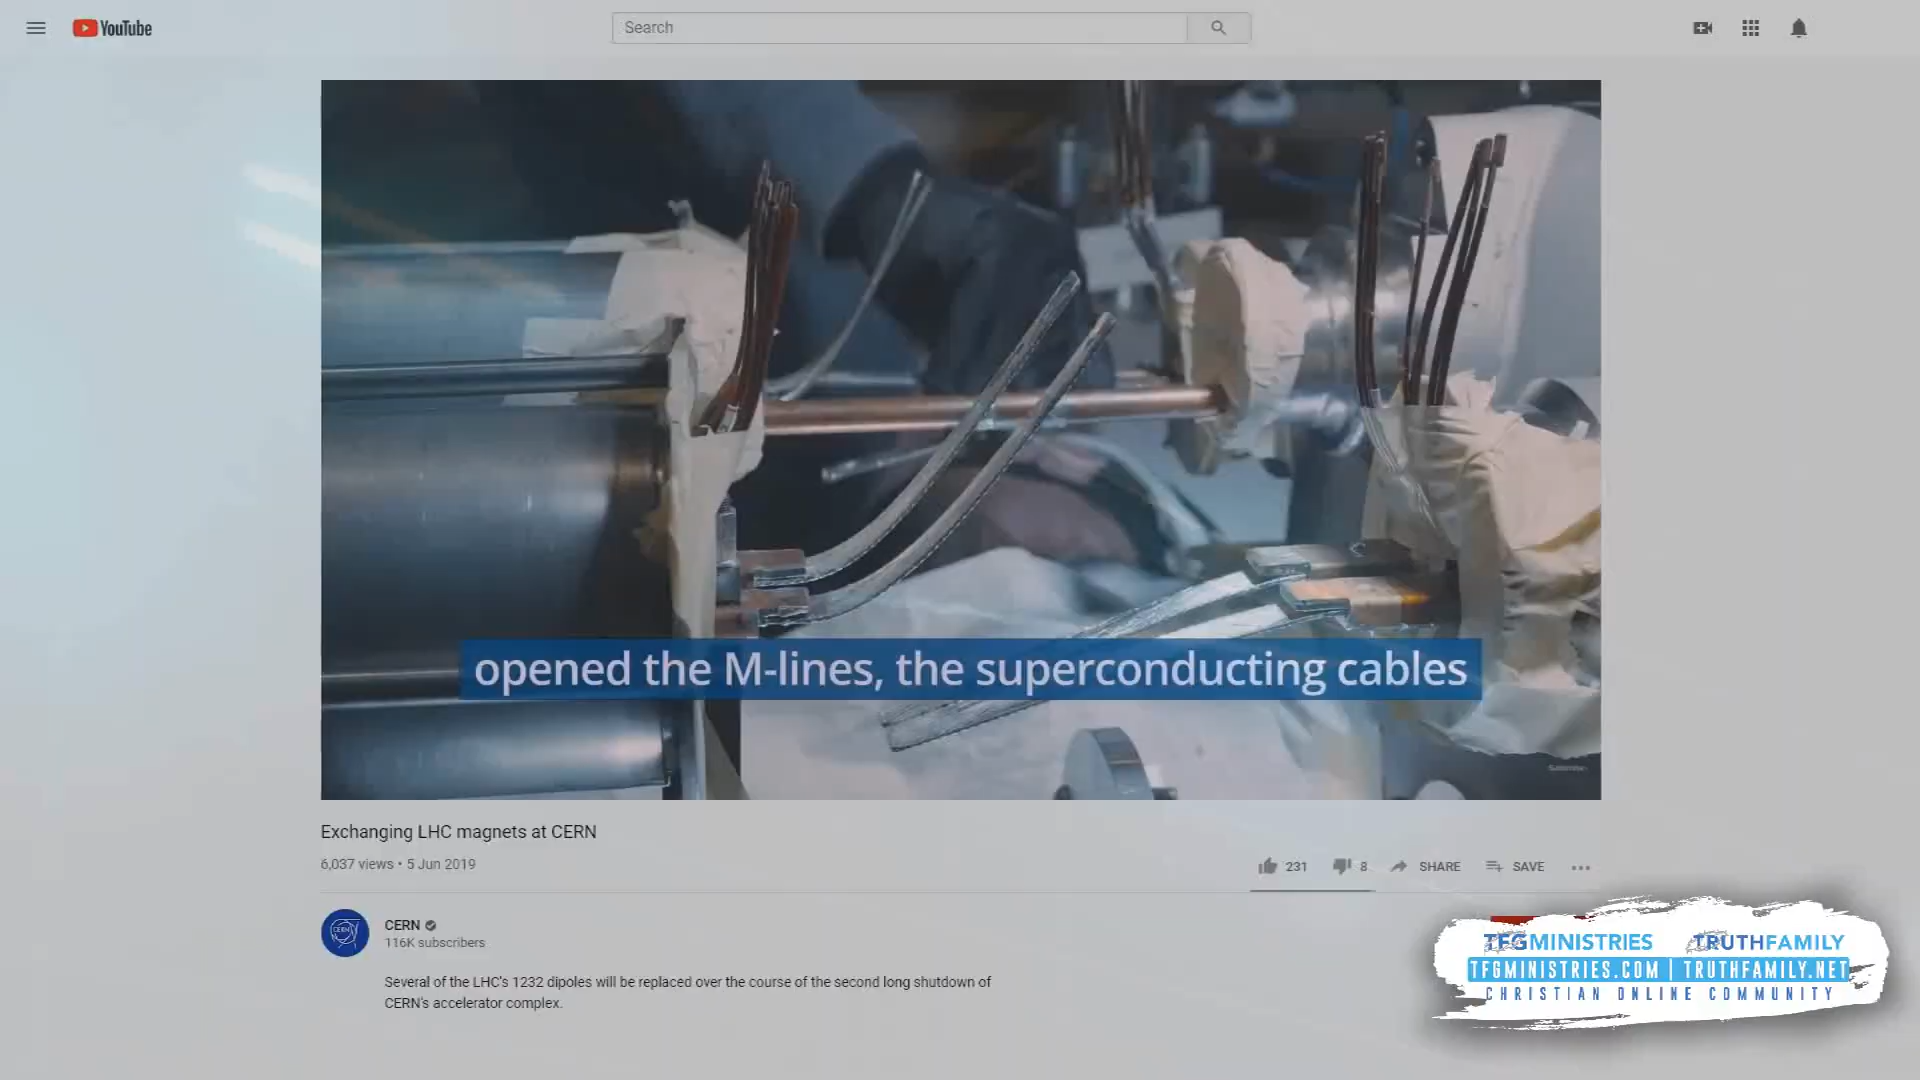 YouTube
Search
opened the M-lines, the superconducting cables
Exchanging LHC magnets at CERN
6,037 views • 5 Jun 2019
231
8
SHARE
SAVE
CERN
CERN
116K subscribers
Several of the LHC's 1232 dipoles will be replaced over the course of the second long shutdown of
CERN's accelerator complex.
TFGMINISTRIES TRUTHFAMILY
TFGMINISTRIES.COM | TRUTHFAMILY.NET
CHRISTIAN ONLINE COMMUNITY